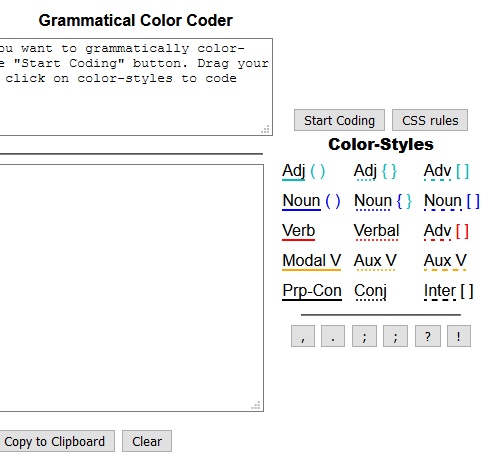 Grammatical Color Coder
ou want to grammatically color-
e "Start Coding" button. Drag your
click on color-styles to code
Start Coding CSS rules
Color-Styles
Adj ( ) Adj { } Adv [ ]
Noun ( ) Noun { } Noun [ ]
Verb Verbal Adv [ ]
Modal V Aux V Aux V
Prp-Con Conj Inter [ ]
, . ; ; ? !
Copy to Clipboard Clear